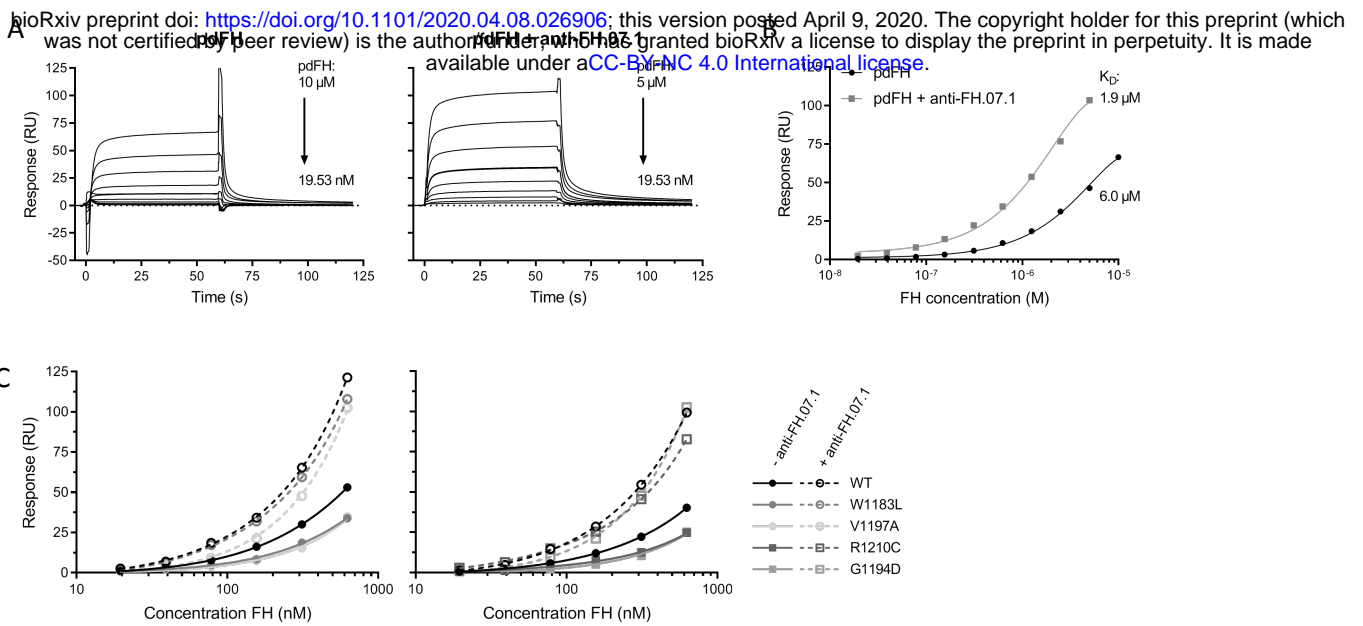 bioRxiv preprint doi: https://doi.org/10.1101/2020.04.08.026906; this version posted April 9, 2020. The copyright holder for this preprint (which
was not certified by peer review) is the author/funder, who has granted bioRxiv a license to display the preprint in perpetuity. It is made
available under aCC-BY-NC 4.0 International license.
A
pdFH
Response (RU)
125
100
75
50
25
0
-25
-50
pdFH:
10 µM
19.53 nM
0 25 50 75 100 125
Time (s)
pdFH + anti-FH.07.1
pdFH:
5 µM
19.53 nM
0 25 50 75 100 125
Time (s)
B
Response (RU)
125
100
75
50
25
0
pdFH
pdFH + anti-FH.07.1
KD:
1.9 µM
6.0 µM
10-8 10-7 10-6 10-5
FH concentration (M)
C
Response (RU)
125
100
75
50
25
0
10 100 1000
Concentration FH (nM)
10 100 1000
Concentration FH (nM)
- anti-FH.07.1
+ anti-FH.07.1
WT
W1183L
V1197A
R1210C
G1194D